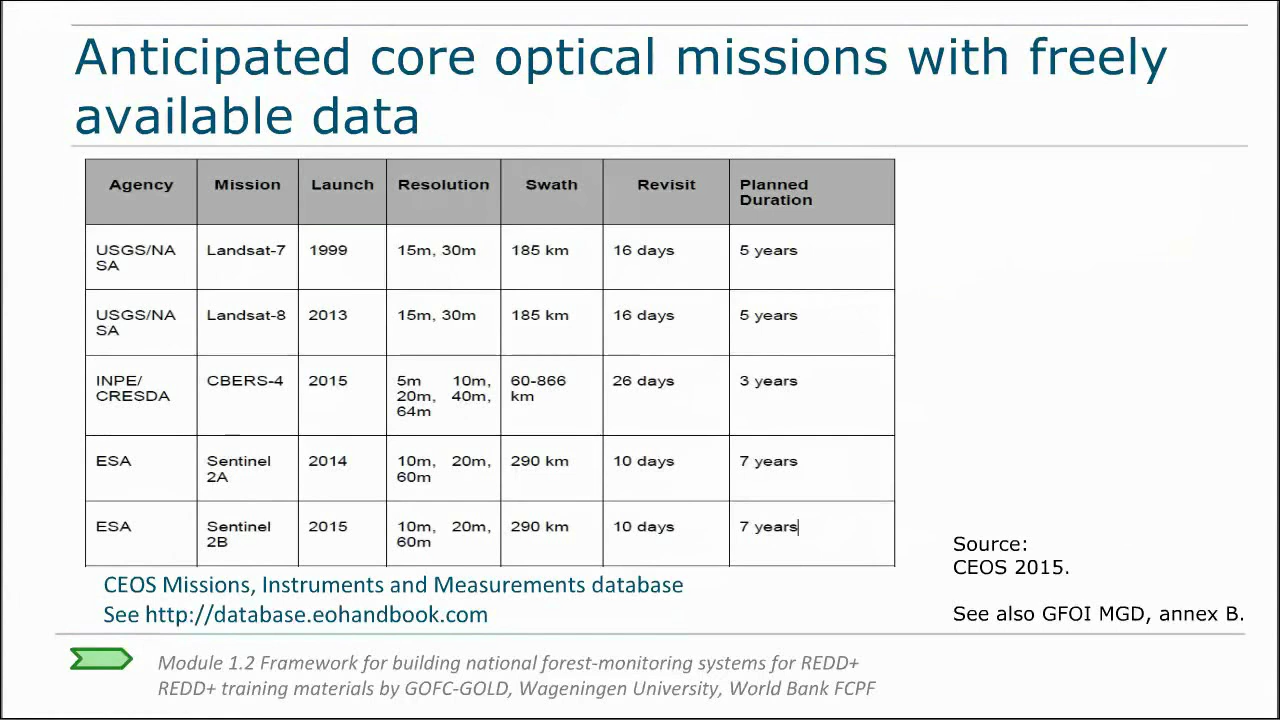 Anticipated core optical missions with freely
available data
Agency Mission Launch Resolution Swath Revisit Planned
Duration
USGS/NA Landsat-7 1999 15m, 30m 185 km 16 days 5 years
SA
USGS/NA Landsat-8 2013 15m, 30m 185 km 16 days 5 years
SA
INPE/ CBERS-4 2015 5m 10m, 60-866 26 days 3 years
CRESDA 20m, 40m, km
64m
ESA Sentinel 2014 10m, 20m, 290 km 10 days 7 years
2A 60m
ESA Sentinel 2015 10m, 20m, 290 km 10 days 7 years
2B 60m
CEOS Missions, Instruments and Measurements database
See http://database.eohandbook.com
Source:
CEOS 2015.
See also GFOI MGD, annex B.
Module 1.2 Framework for building national forest-monitoring systems for REDD+
REDD+ training materials by GOFC-GOLD, Wageningen University, World Bank FCPF